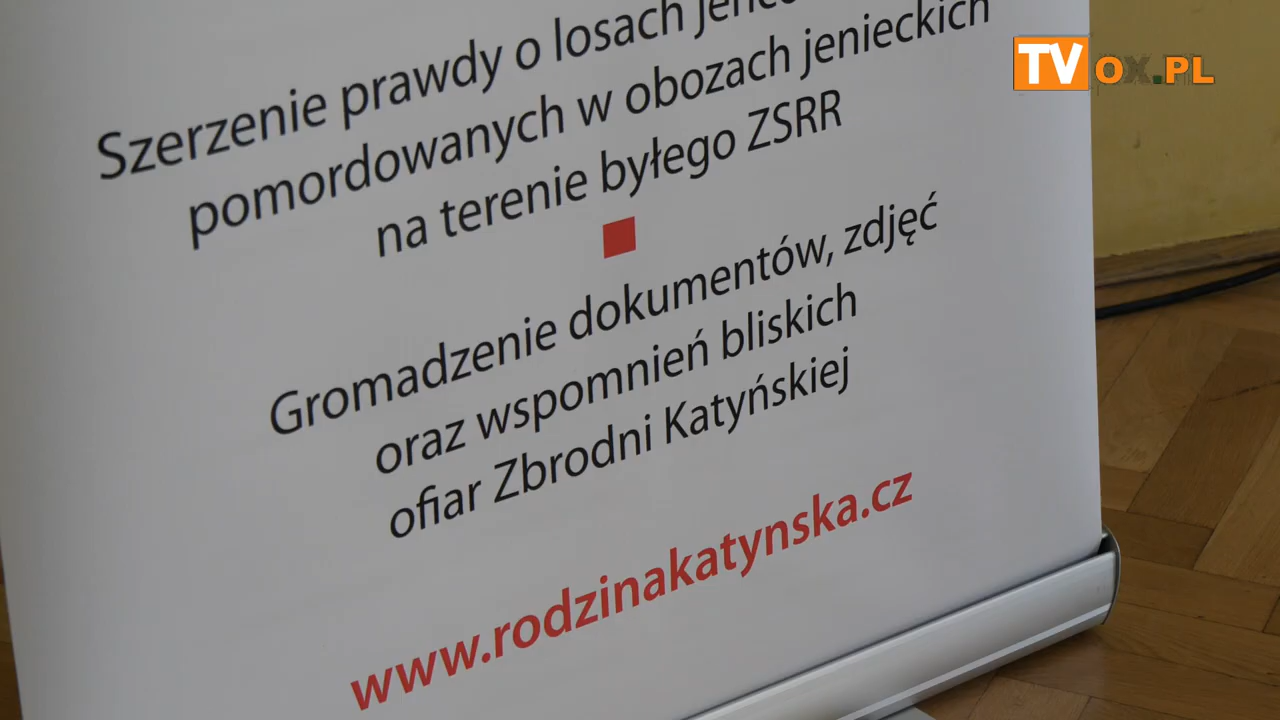 Szerzenie prawdy o losach
pomordowanych w obozach jenieckich
na terenie byłego ZSRR
Gromadzenie dokumentów, zdjęć
oraz wspomnień bliskich
ofiar Zbrodni Katyńskiej
www.rodzinakatynska.cz
TVOX.PL